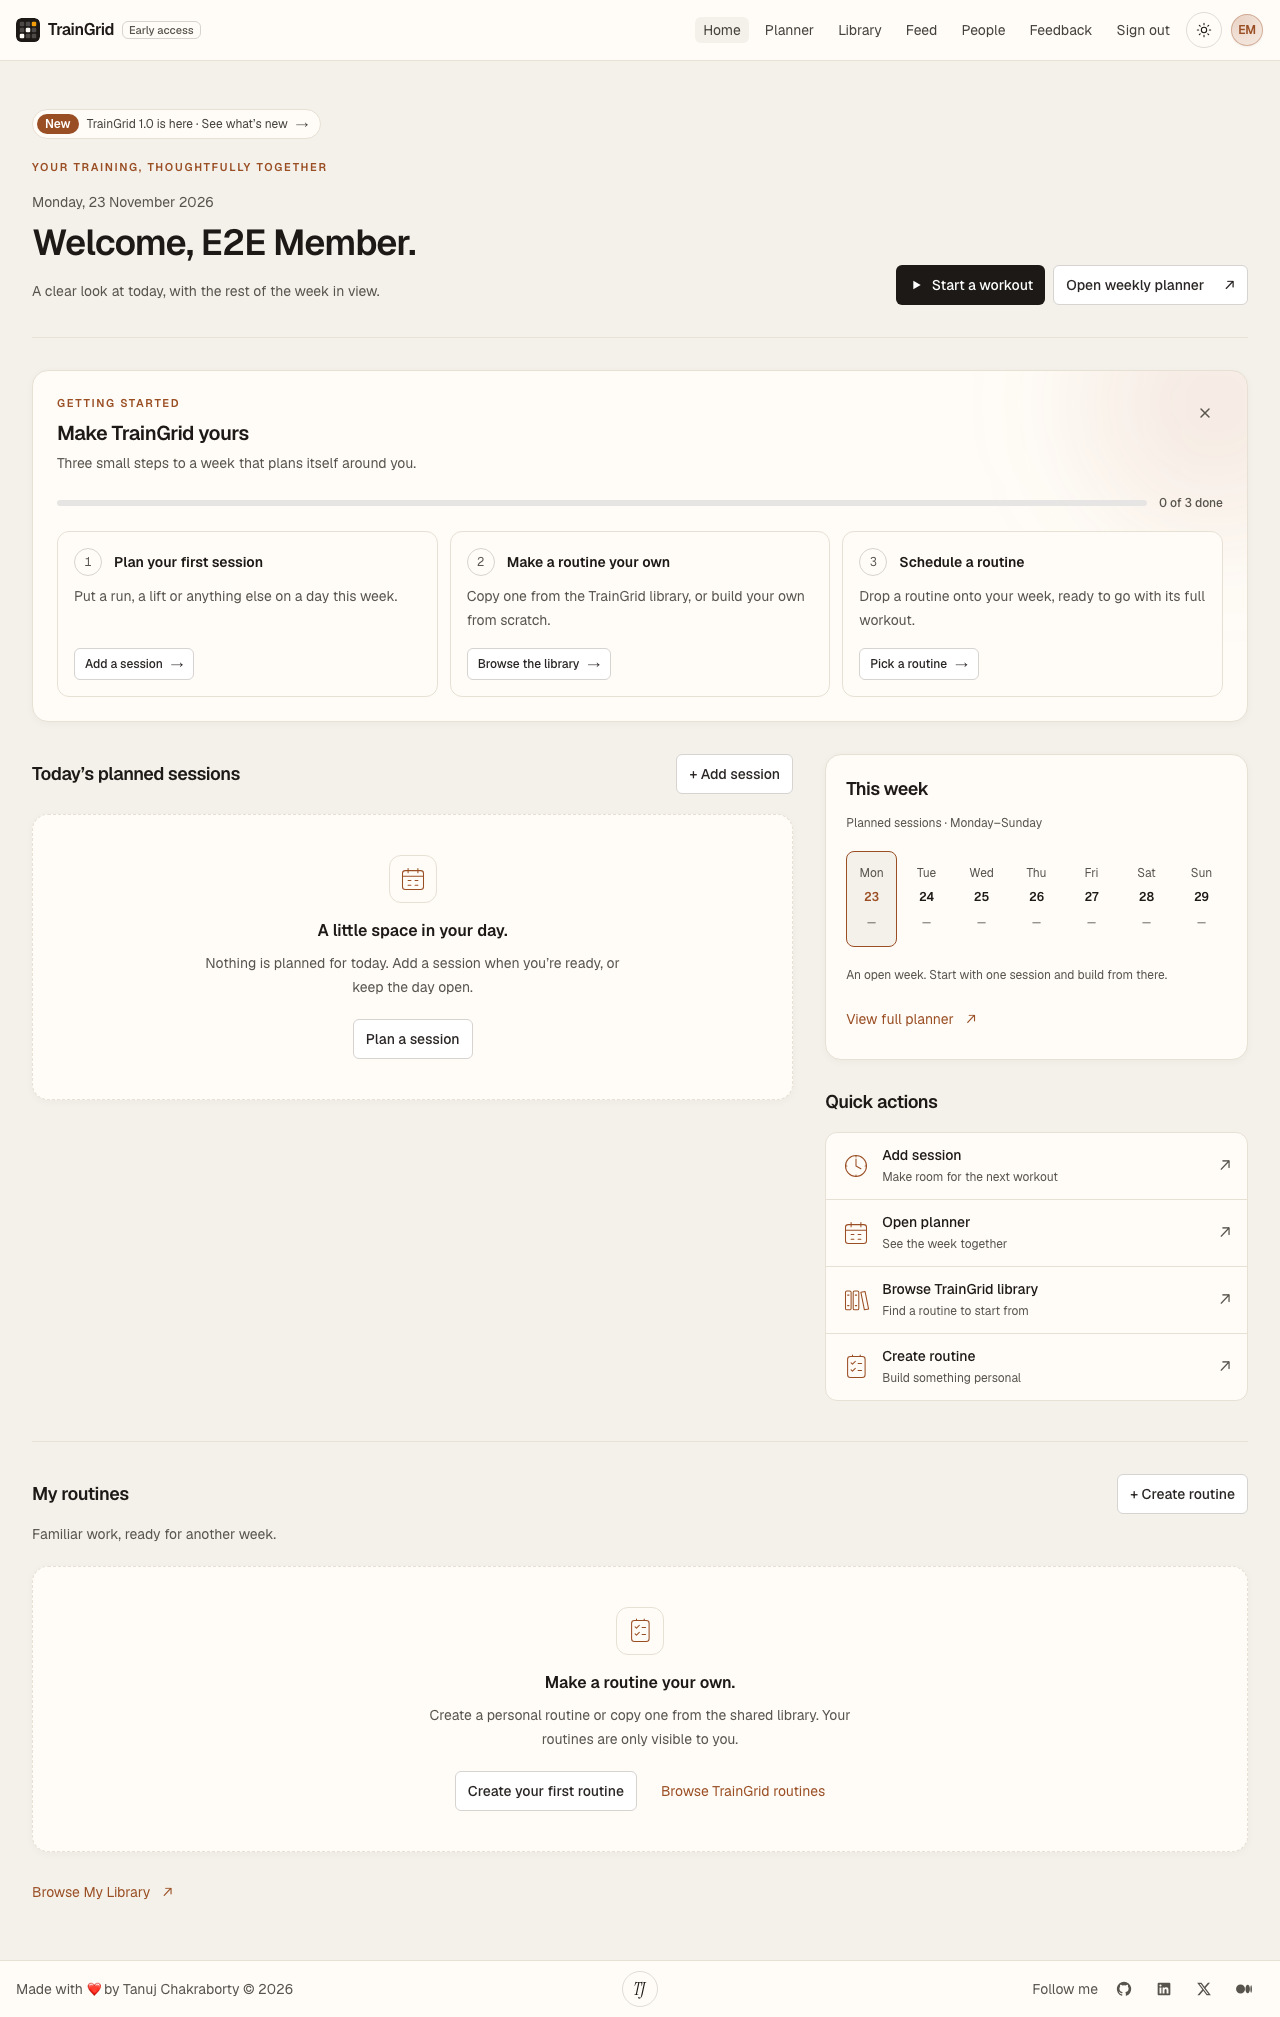 TrainGrid Early access
Home Planner Library Feed People Feedback Sign out EM
New TrainGrid 1.0 is here · See what's new →
YOUR TRAINING, THOUGHTFULLY TOGETHER
Monday, 23 November 2026
Welcome, E2E Member.
A clear look at today, with the rest of the week in view.
Start a workout
Open weekly planner ↗
GETTING STARTED
Make TrainGrid yours
Three small steps to a week that plans itself around you.
0 of 3 done
1 Plan your first session
Put a run, a lift or anything else on a day this week.
Add a session →
2 Make a routine your own
Copy one from the TrainGrid library, or build your own
from scratch.
Browse the library →
3 Schedule a routine
Drop a routine onto your week, ready to go with its full
workout.
Pick a routine →
Today's planned sessions
+ Add session
A little space in your day.
Nothing is planned for today. Add a session when you're ready, or
keep the day open.
Plan a session
This week
Planned sessions · Monday–Sunday
Mon Tue Wed Thu Fri Sat Sun
23 24 25 26 27 28 29
– – – – – – –
An open week. Start with one session and build from there.
View full planner ↗
Quick actions
Add session
Make room for the next workout
Open planner
See the week together
Browse TrainGrid library
Find a routine to start from
Create routine
Build something personal
My routines
+ Create routine
Familiar work, ready for another week.
Make a routine your own.
Create a personal routine or copy one from the shared library. Your
routines are only visible to you.
Create your first routine
Browse TrainGrid routines
Browse My Library ↗
Made with ❤️ by Tanuj Chakraborty © 2026
TJ
Follow me